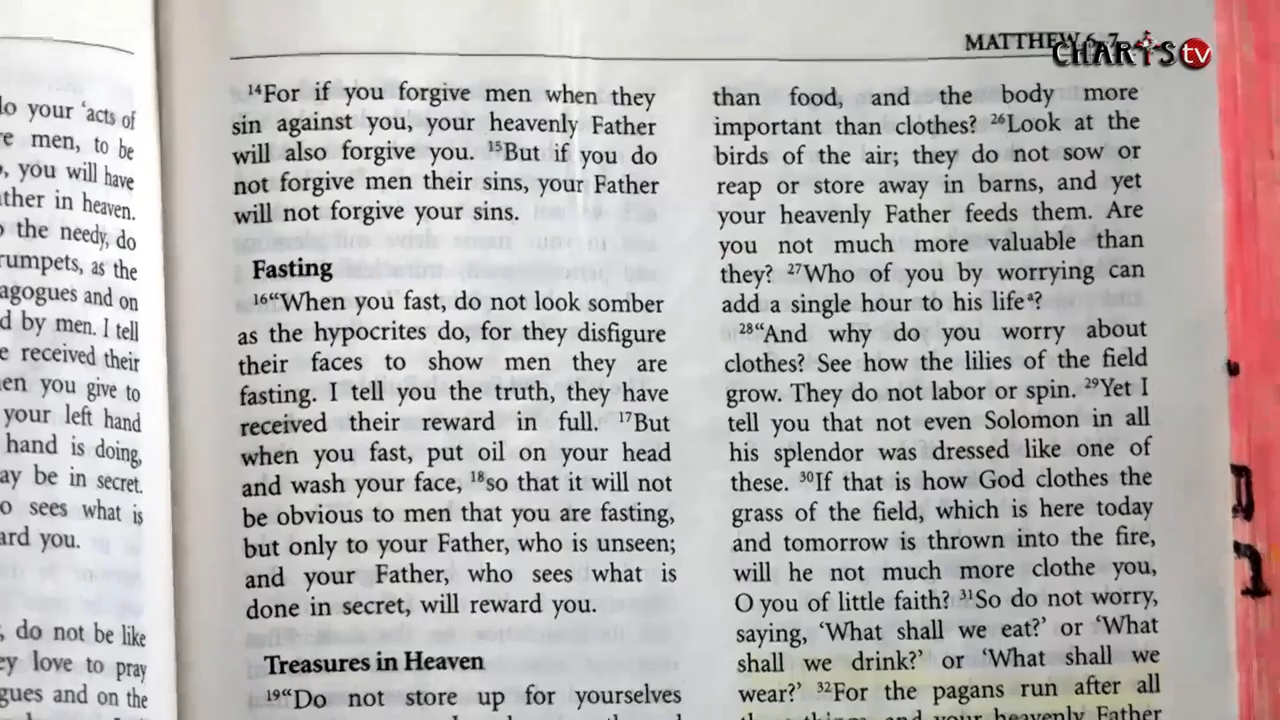 MATTHEW 6–7
CHARIS tv
do your ‘acts of
men, to be
you will have
in heaven.
the needy, do
as the
and on
by men. I tell
received their
you give to
your left hand
hand is doing,
be in secret.
sees what is
you.
do not be like
love to pray
and on the
¹⁴For if you forgive men when they
sin against you, your heavenly Father
will also forgive you. ¹⁵But if you do
not forgive men their sins, your Father
will not forgive your sins.
Fasting
¹⁶“When you fast, do not look somber
as the hypocrites do, for they disfigure
their faces to show men they are
fasting. I tell you the truth, they have
received their reward in full. ¹⁷But
when you fast, put oil on your head
and wash your face, ¹⁸so that it will not
be obvious to men that you are fasting,
but only to your Father, who is unseen;
and your Father, who sees what is
done in secret, will reward you.
Treasures in Heaven
¹⁹“Do not store up for yourselves
than food, and the body more
important than clothes? ²⁶Look at the
birds of the air; they do not sow or
reap or store away in barns, and yet
your heavenly Father feeds them. Are
you not much more valuable than
they? ²⁷Who of you by worrying can
add a single hour to his lifeᵃ?
²⁸“And why do you worry about
clothes? See how the lilies of the field
grow. They do not labor or spin. ²⁹Yet I
tell you that not even Solomon in all
his splendor was dressed like one of
these. ³⁰If that is how God clothes the
grass of the field, which is here today
and tomorrow is thrown into the fire,
will he not much more clothe you,
O you of little faith? ³¹So do not worry,
saying, ‘What shall we eat?’ or ‘What
shall we drink?’ or ‘What shall we
wear?’ ³²For the pagans run after all
and your heavenly Father